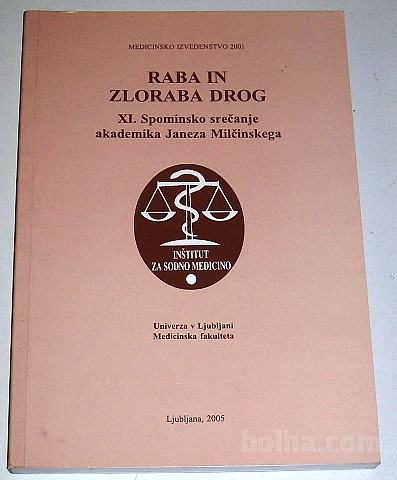 MEDICINSKO IZVEDENSTVO 2001
RABA IN
ZLORABA DROG
XI. Spominsko srečanje
akademika Janeza Milčinskega
INŠTITUT
ZA SODNO MEDICINO
Univerza v Ljubljani
Medicinska fakulteta
Ljubljana, 2005
bolha.com